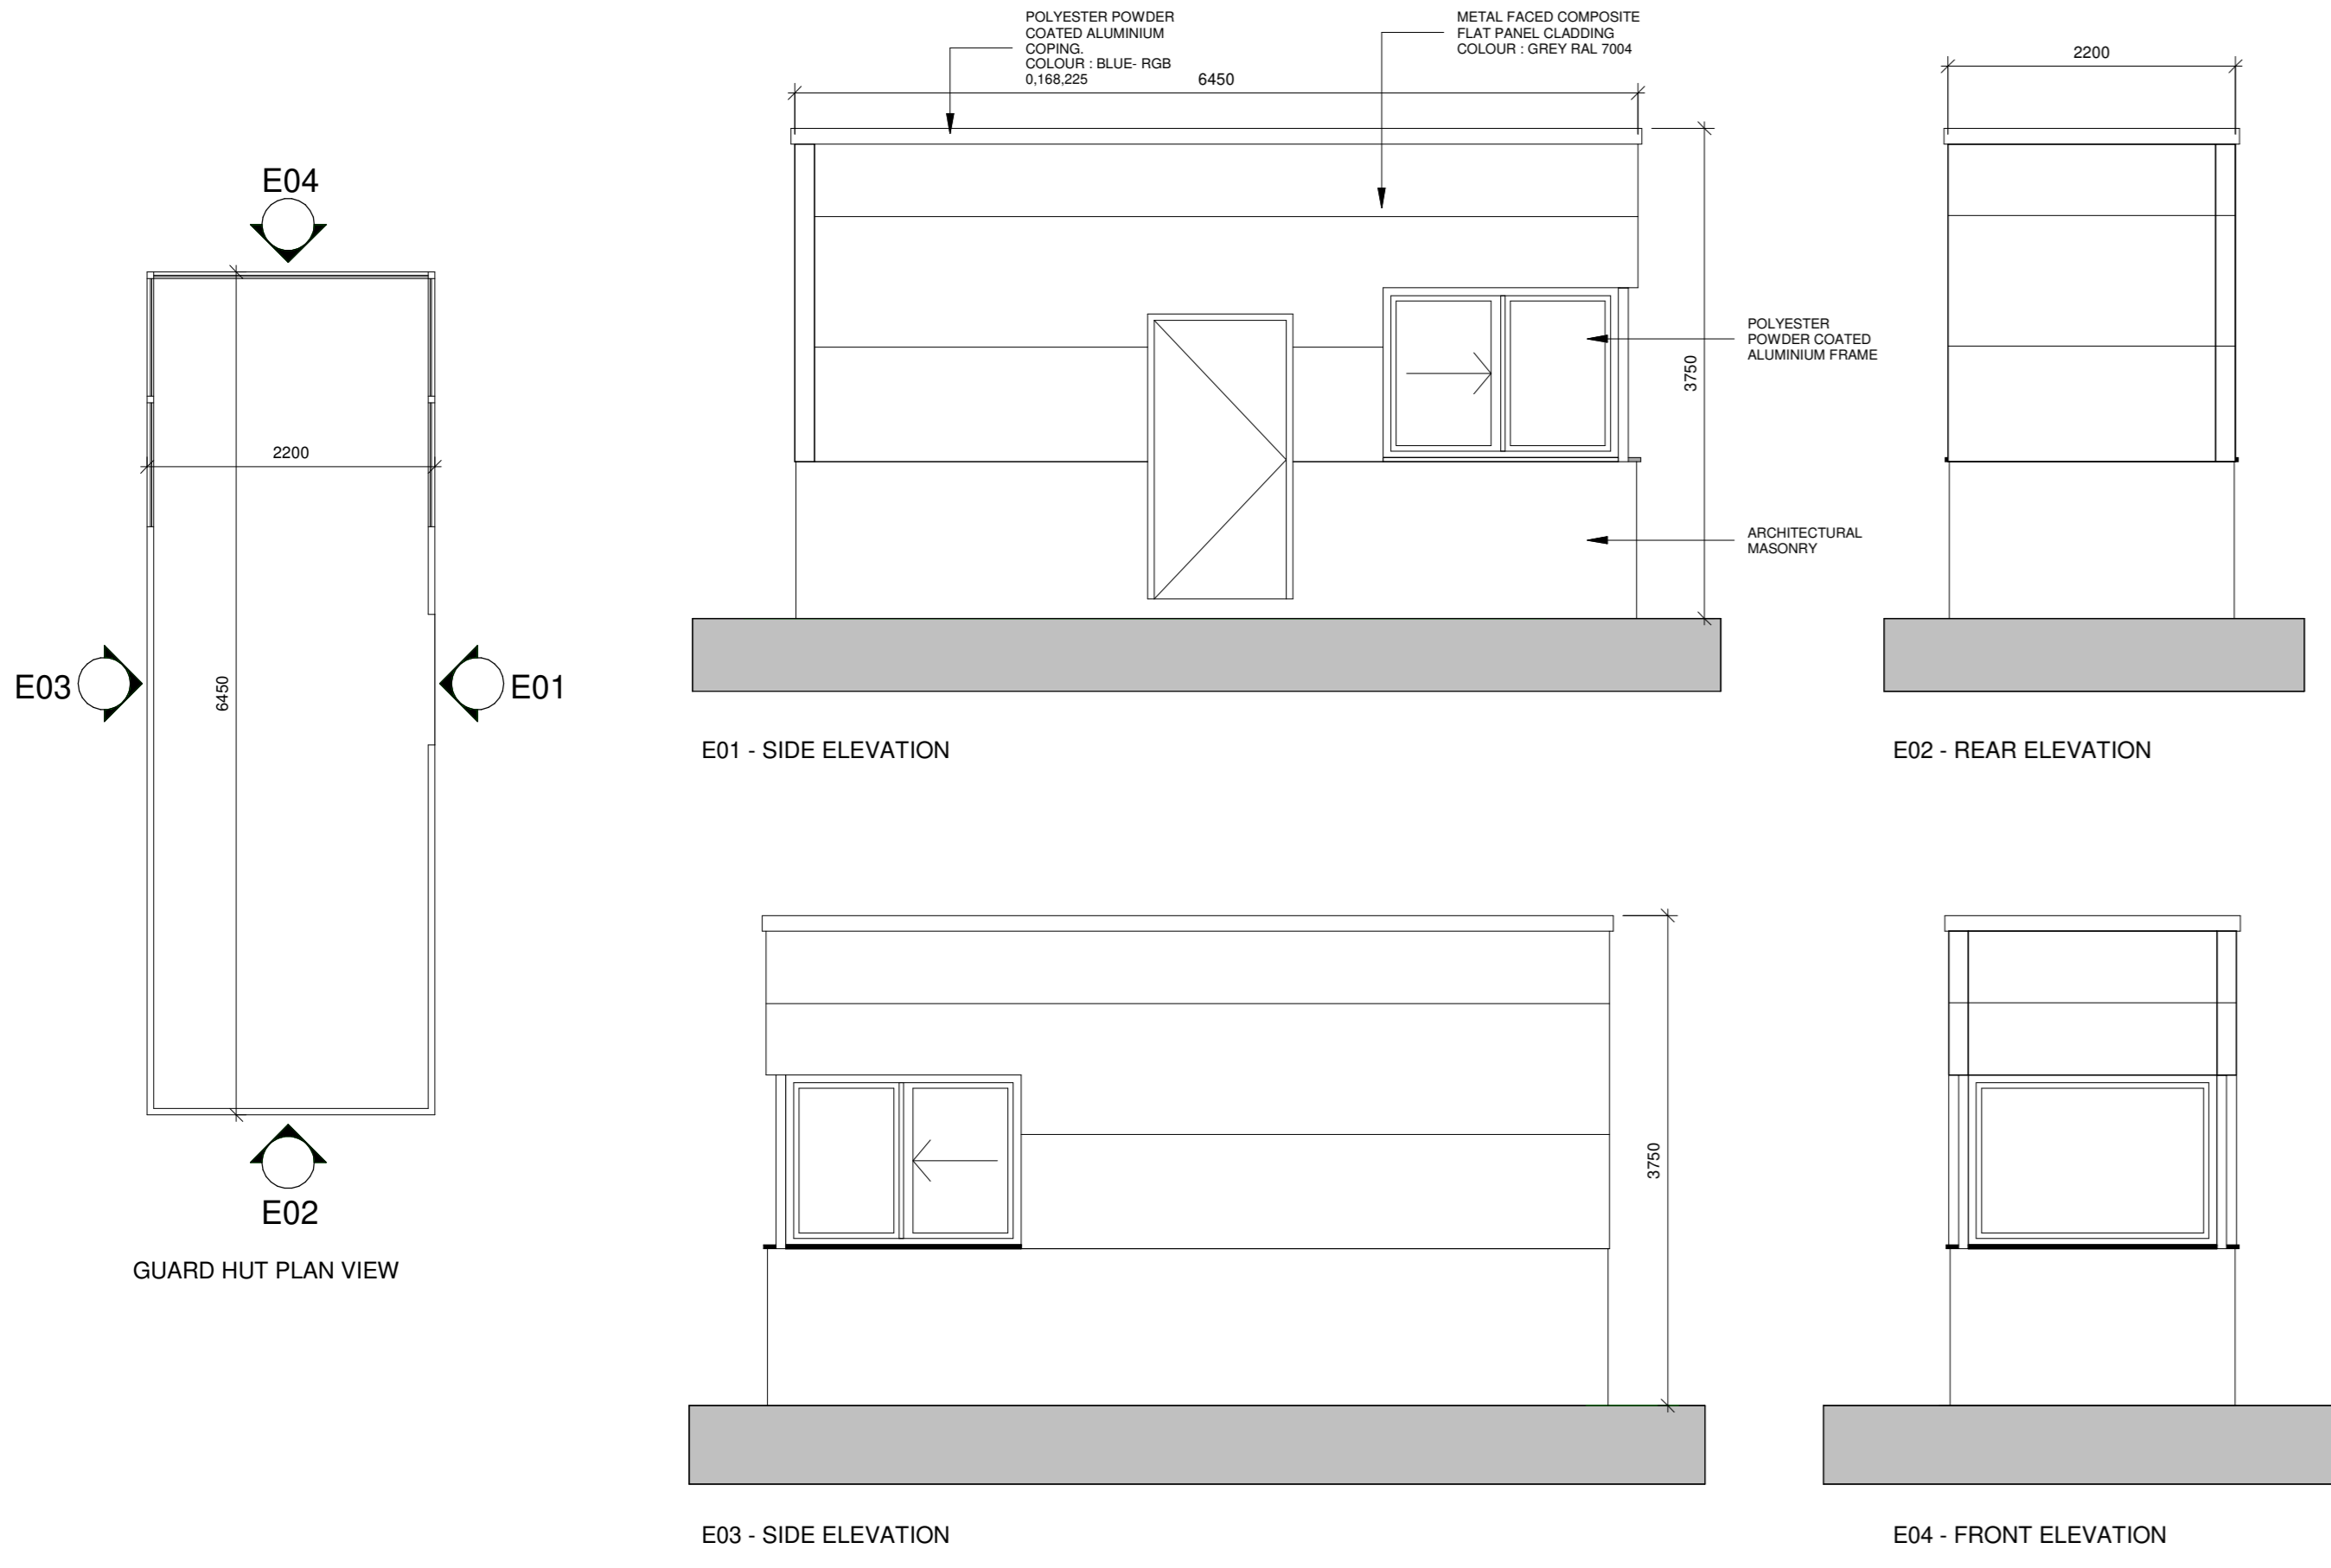 E04
2200
6450
E03
E01
E02
GUARD HUT PLAN VIEW
POLYESTER POWDER
COATED ALUMINIUM
COPING.
COLOUR : BLUE- RGB
0,168,225
METAL FACED COMPOSITE
FLAT PANEL CLADDING
COLOUR : GREY RAL 7004
6450
3750
POLYESTER
POWDER COATED
ALUMINIUM FRAME
ARCHITECTURAL
MASONRY
E01 - SIDE ELEVATION
2200
E02 - REAR ELEVATION
3750
E03 - SIDE ELEVATION
E04 - FRONT ELEVATION